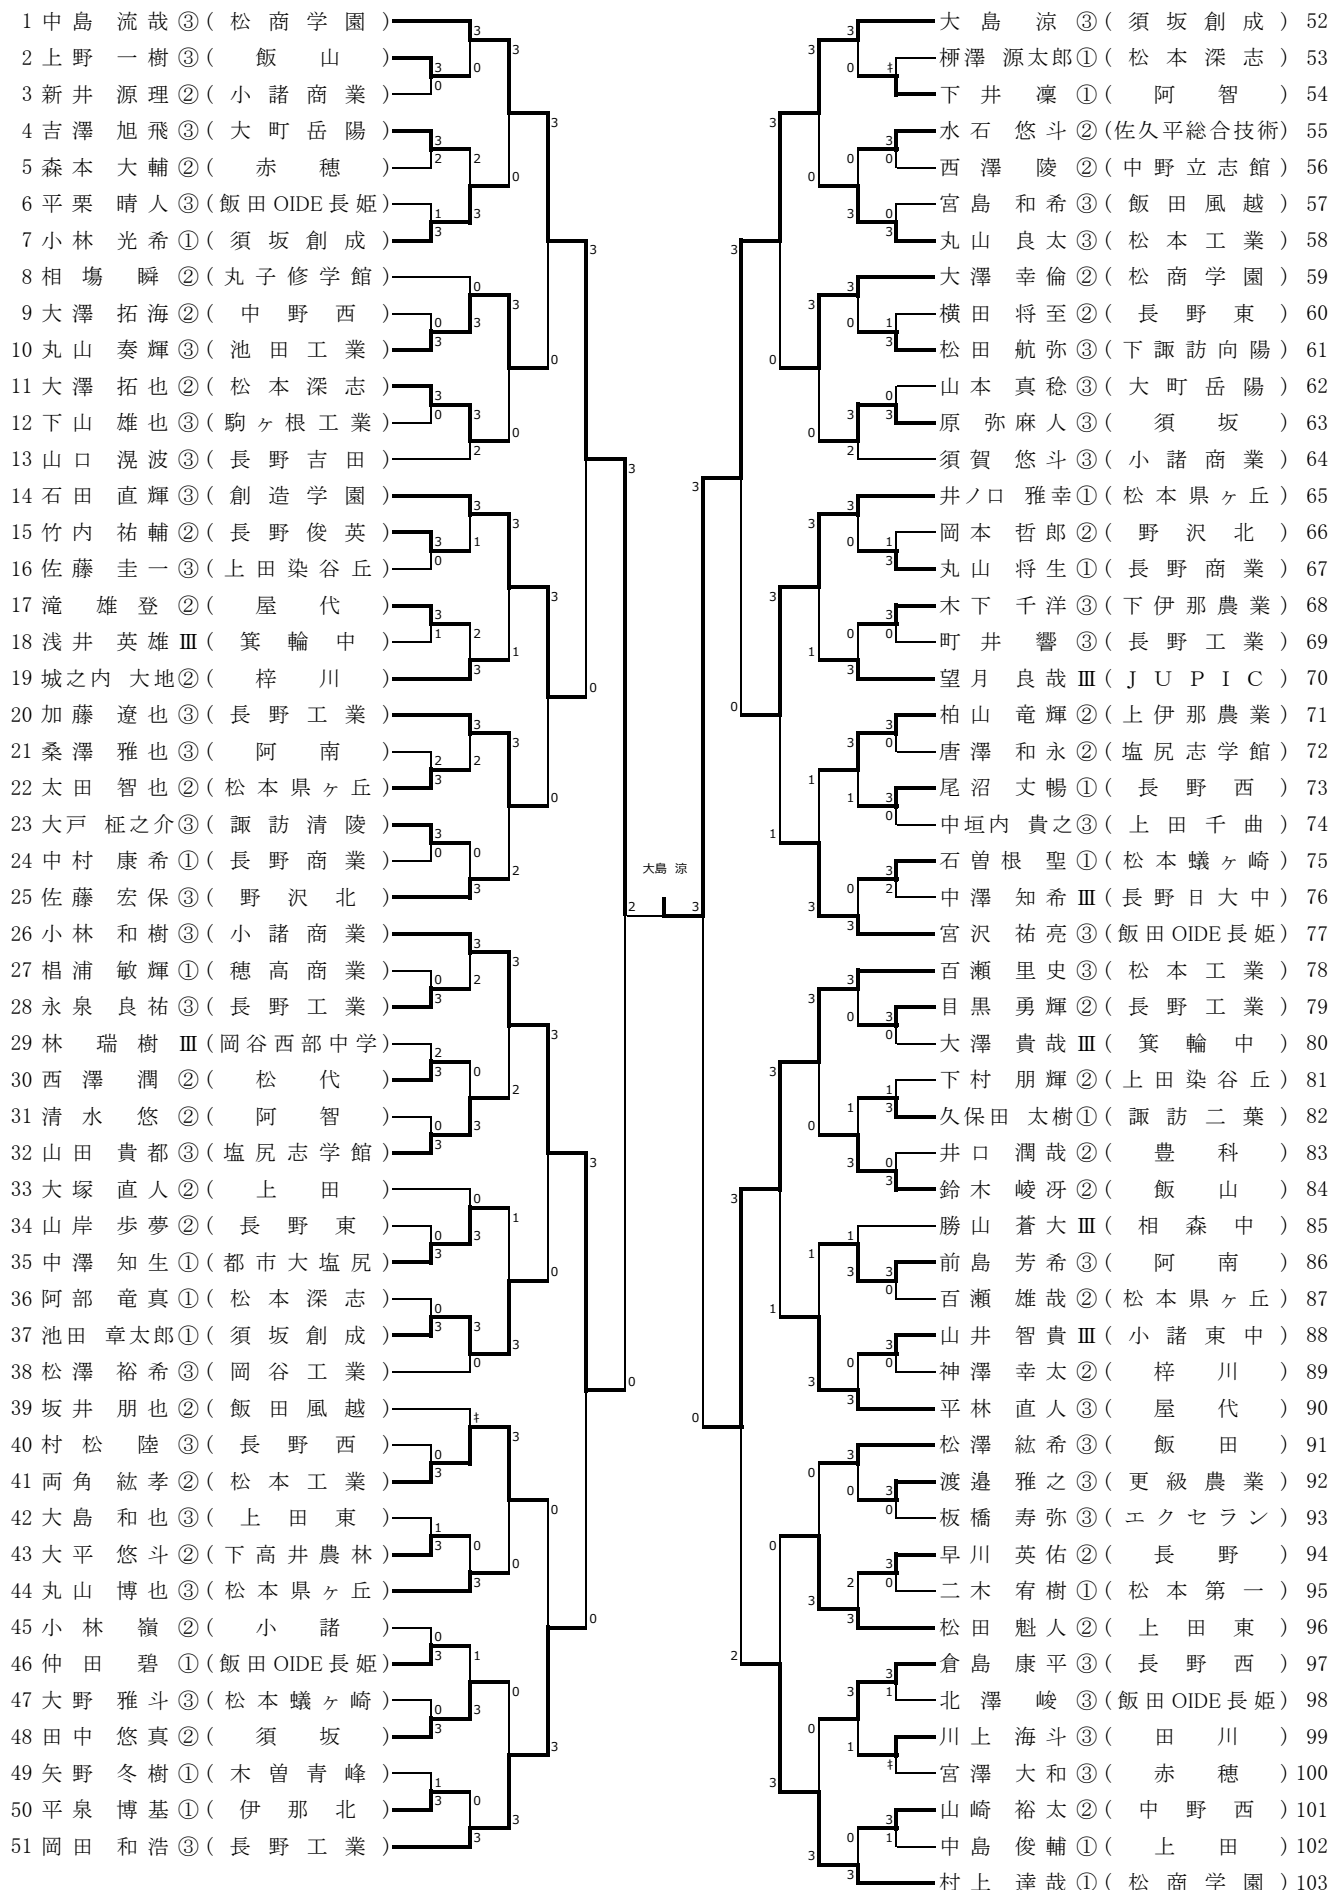 1 中島 流哉 ③ (松商学園)
2 上野 一樹 ③ (飯山)
3 新井 源理 ② (小諸商業)
4 吉澤 旭飛 ③ (大町岳陽)
5 森本 大輔 ② (赤穂)
6 平栗 晴人 ③ (飯田OIDE長姫)
7 小林 光希 ① (須坂創成)
8 相場 瞬 ② (丸子修学館)
9 大澤 拓海 ② (中野西)
10 丸山 奏輝 ③ (池田工業)
11 大澤 拓也 ② (松本深志)
12 下山 雄也 ③ (駒ヶ根工業)
13 山口 滉波 ③ (長野吉田)
14 石田 直輝 ③ (創造学園)
15 竹内 祐輔 ② (長野俊英)
16 佐藤 圭一 ③ (上田染谷丘)
17 滝 雄登 ② (屋代)
18 浅井 英雄 Ⅲ (箕輪中)
19 城之内 大地 ② (梓川)
20 加藤 遼也 ③ (長野工業)
21 桑澤 雅也 ③ (阿南)
22 太田 智也 ② (松本県ヶ丘)
23 大戸 柾之介 ③ (諏訪清陵)
24 中村 康希 ① (長野商業)
25 佐藤 宏保 ③ (野沢北)
26 小林 和樹 ③ (小諸商業)
27 椙浦 敏輝 ① (穂高商業)
28 永泉 良祐 ③ (長野工業)
29 林 瑞樹 Ⅲ (岡谷西部中学)
30 西澤 潤 ② (松代)
31 清水 悠 ② (阿智)
32 山田 貴都 ③ (塩尻志学館)
33 大塚 直人 ② (上田)
34 山岸 歩夢 ② (長野東)
35 中澤 知生 ① (都市大塩尻)
36 阿部 竜真 ① (松本深志)
37 池田 章太郎 ① (須坂創成)
38 松澤 裕希 ③ (岡谷工業)
39 坂井 朋也 ② (飯田風越)
40 村松 陸 ③ (長野西)
41 両角 紘孝 ② (松本工業)
42 大島 和也 ③ (上田東)
43 大平 悠斗 ② (下高井農林)
44 丸山 博也 ③ (松本県ヶ丘)
45 小林 嶺 ② (小諸)
46 仲田 碧 ① (飯田OIDE長姫)
47 大野 雅斗 ③ (松本蟻ヶ崎)
48 田中 悠真 ② (須坂)
49 矢野 冬樹 ① (木曽青峰)
50 平泉 博基 ① (伊那北)
51 岡田 和浩 ③ (長野工業)
大島 涼
大島 涼 ③ (須坂創成) 52
栁澤 源太郎 ① (松本深志) 53
下井 凜 ① (阿智) 54
水石 悠斗 ② (佐久平総合技術) 55
西澤 陵 ② (中野立志館) 56
宮島 和希 ③ (飯田風越) 57
丸山 良太 ③ (松本工業) 58
大澤 幸倫 ② (松商学園) 59
横田 将至 ② (長野東) 60
松田 航弥 ③ (下諏訪向陽) 61
山本 真稔 ③ (大町岳陽) 62
原 弥麻人 ③ (須坂) 63
須賀 悠斗 ③ (小諸商業) 64
井ノ口 雅幸 ① (松本県ヶ丘) 65
岡本 哲郎 ② (野沢北) 66
丸山 将生 ① (長野商業) 67
木下 千洋 ③ (下伊那農業) 68
町井 響 ③ (長野工業) 69
望月 良哉 Ⅲ (JUPIC) 70
柏山 竜輝 ② (上伊那農業) 71
唐澤 和永 ② (塩尻志学館) 72
尾沼 丈暢 ① (長野西) 73
中垣内 貴之 ③ (上田千曲) 74
石曽根 聖 ① (松本蟻ヶ崎) 75
中澤 知希 Ⅲ (長野日大中) 76
宮沢 祐亮 ③ (飯田OIDE長姫) 77
百瀬 里史 ③ (松本工業) 78
目黒 勇輝 ② (長野工業) 79
大澤 貴哉 Ⅲ (箕輪中) 80
下村 朋輝 ② (上田染谷丘) 81
久保田 太樹 ① (諏訪二葉) 82
井口 潤哉 ② (豊科) 83
鈴木 崚冴 ② (飯山) 84
勝山 蒼大 Ⅲ (相森中) 85
前島 芳希 ③ (阿南) 86
百瀬 雄哉 ② (松本県ヶ丘) 87
山井 智貴 Ⅲ (小諸東中) 88
神澤 幸太 ② (梓川) 89
平林 直人 ③ (屋代) 90
松澤 紘希 ③ (飯田) 91
渡邉 雅之 ③ (更級農業) 92
板橋 寿弥 ③ (エクセラン) 93
早川 英佑 ② (長野) 94
二木 宥樹 ① (松本第一) 95
松田 魁人 ② (上田東) 96
倉島 康平 ③ (長野西) 97
北澤 峻 ③ (飯田OIDE長姫) 98
川上 海斗 ③ (田川) 99
宮澤 大和 ③ (赤穂) 100
山崎 裕太 ② (中野西) 101
中島 俊輔 ① (上田) 102
村上 達哉 ① (松商学園) 103